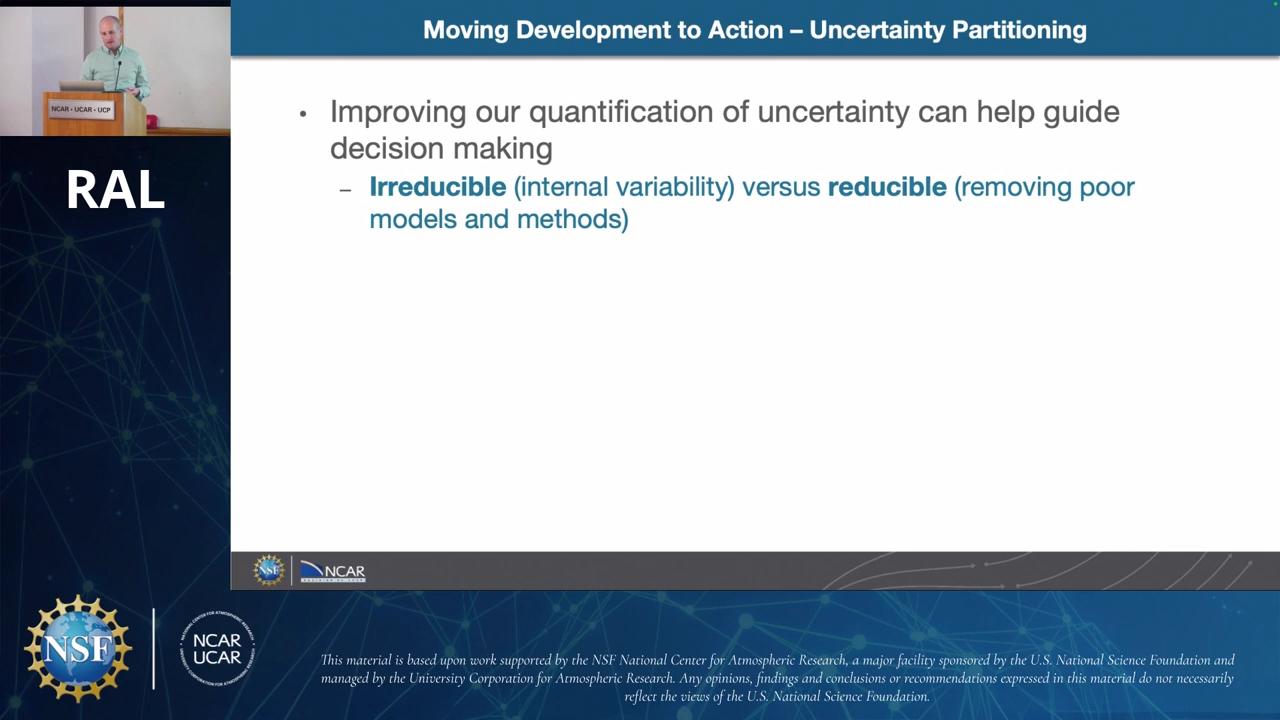 Moving Development to Action – Uncertainty Partitioning
NCAR • UCAR • UCP
RAL
• Improving our quantification of uncertainty can help guide
decision making
– Irreducible (internal variability) versus reducible (removing poor
models and methods)
NSF
NCAR
NSF
NCAR
UCAR
This material is based upon work supported by the NSF National Center for Atmospheric Research, a major facility sponsored by the U.S. National Science Foundation and
managed by the University Corporation for Atmospheric Research. Any opinions, findings and conclusions or recommendations expressed in this material do not necessarily
reflect the views of the U.S. National Science Foundation.